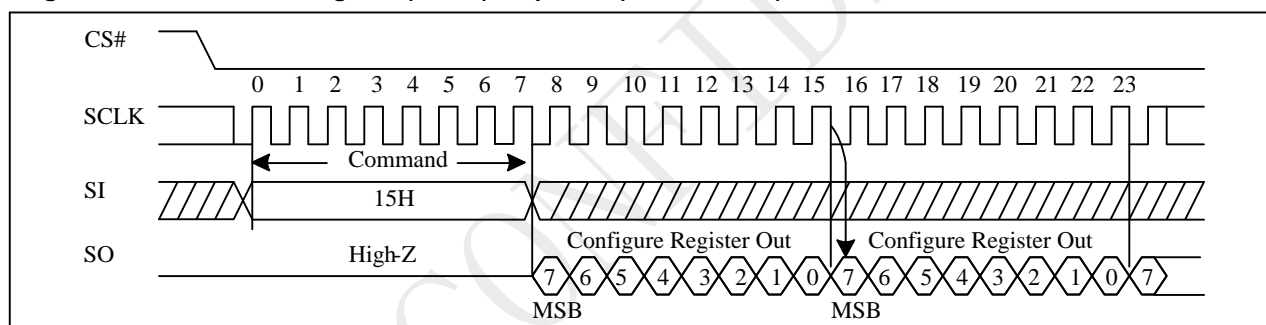 CS#
0 1 2 3 4 5 6 7 8 9 10 11 12 13 14 15 16 17 18 19 20 21 22 23
SCLK
Command
SI
15H
Configure Register Out Configure Register Out
SO
High-Z
7 6 5 4 3 2 1 0 7 6 5 4 3 2 1 0 7
MSB MSB